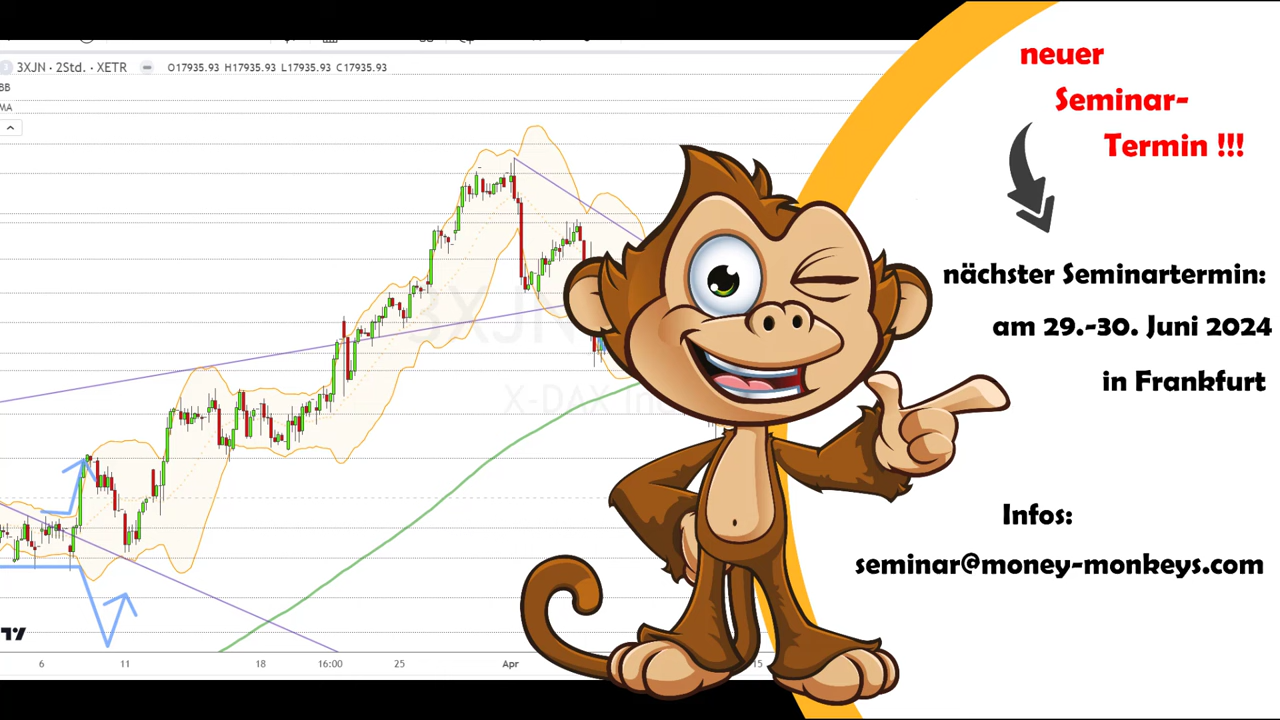 3XJN · 2Std. · XETR
O17935.93 H17935.93 L17935.93 C17935.93
BB
MA
neuer
Seminar-
Termin !!!
nächster Seminartermin:
am 29.-30. Juni 2024
in Frankfurt
Infos:
seminar@money-monkeys.com
3XJN
X-DAX
6 11 18 16:00 25 Apr 15